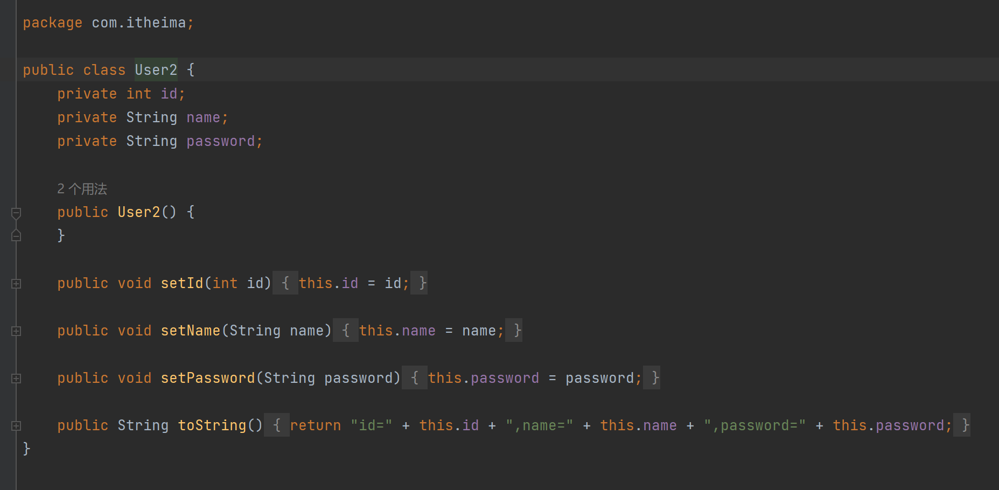 package com.itheima;
public class User2 {
private int id;
private String name;
private String password;
2 个用法
public User2() {
}
public void setId(int id) { this.id = id; }
public void setName(String name) { this.name = name; }
public void setPassword(String password) { this.password = password; }
public String toString() { return "id=" + this.id + ",name=" + this.name + ",password=" + this.password; }
}